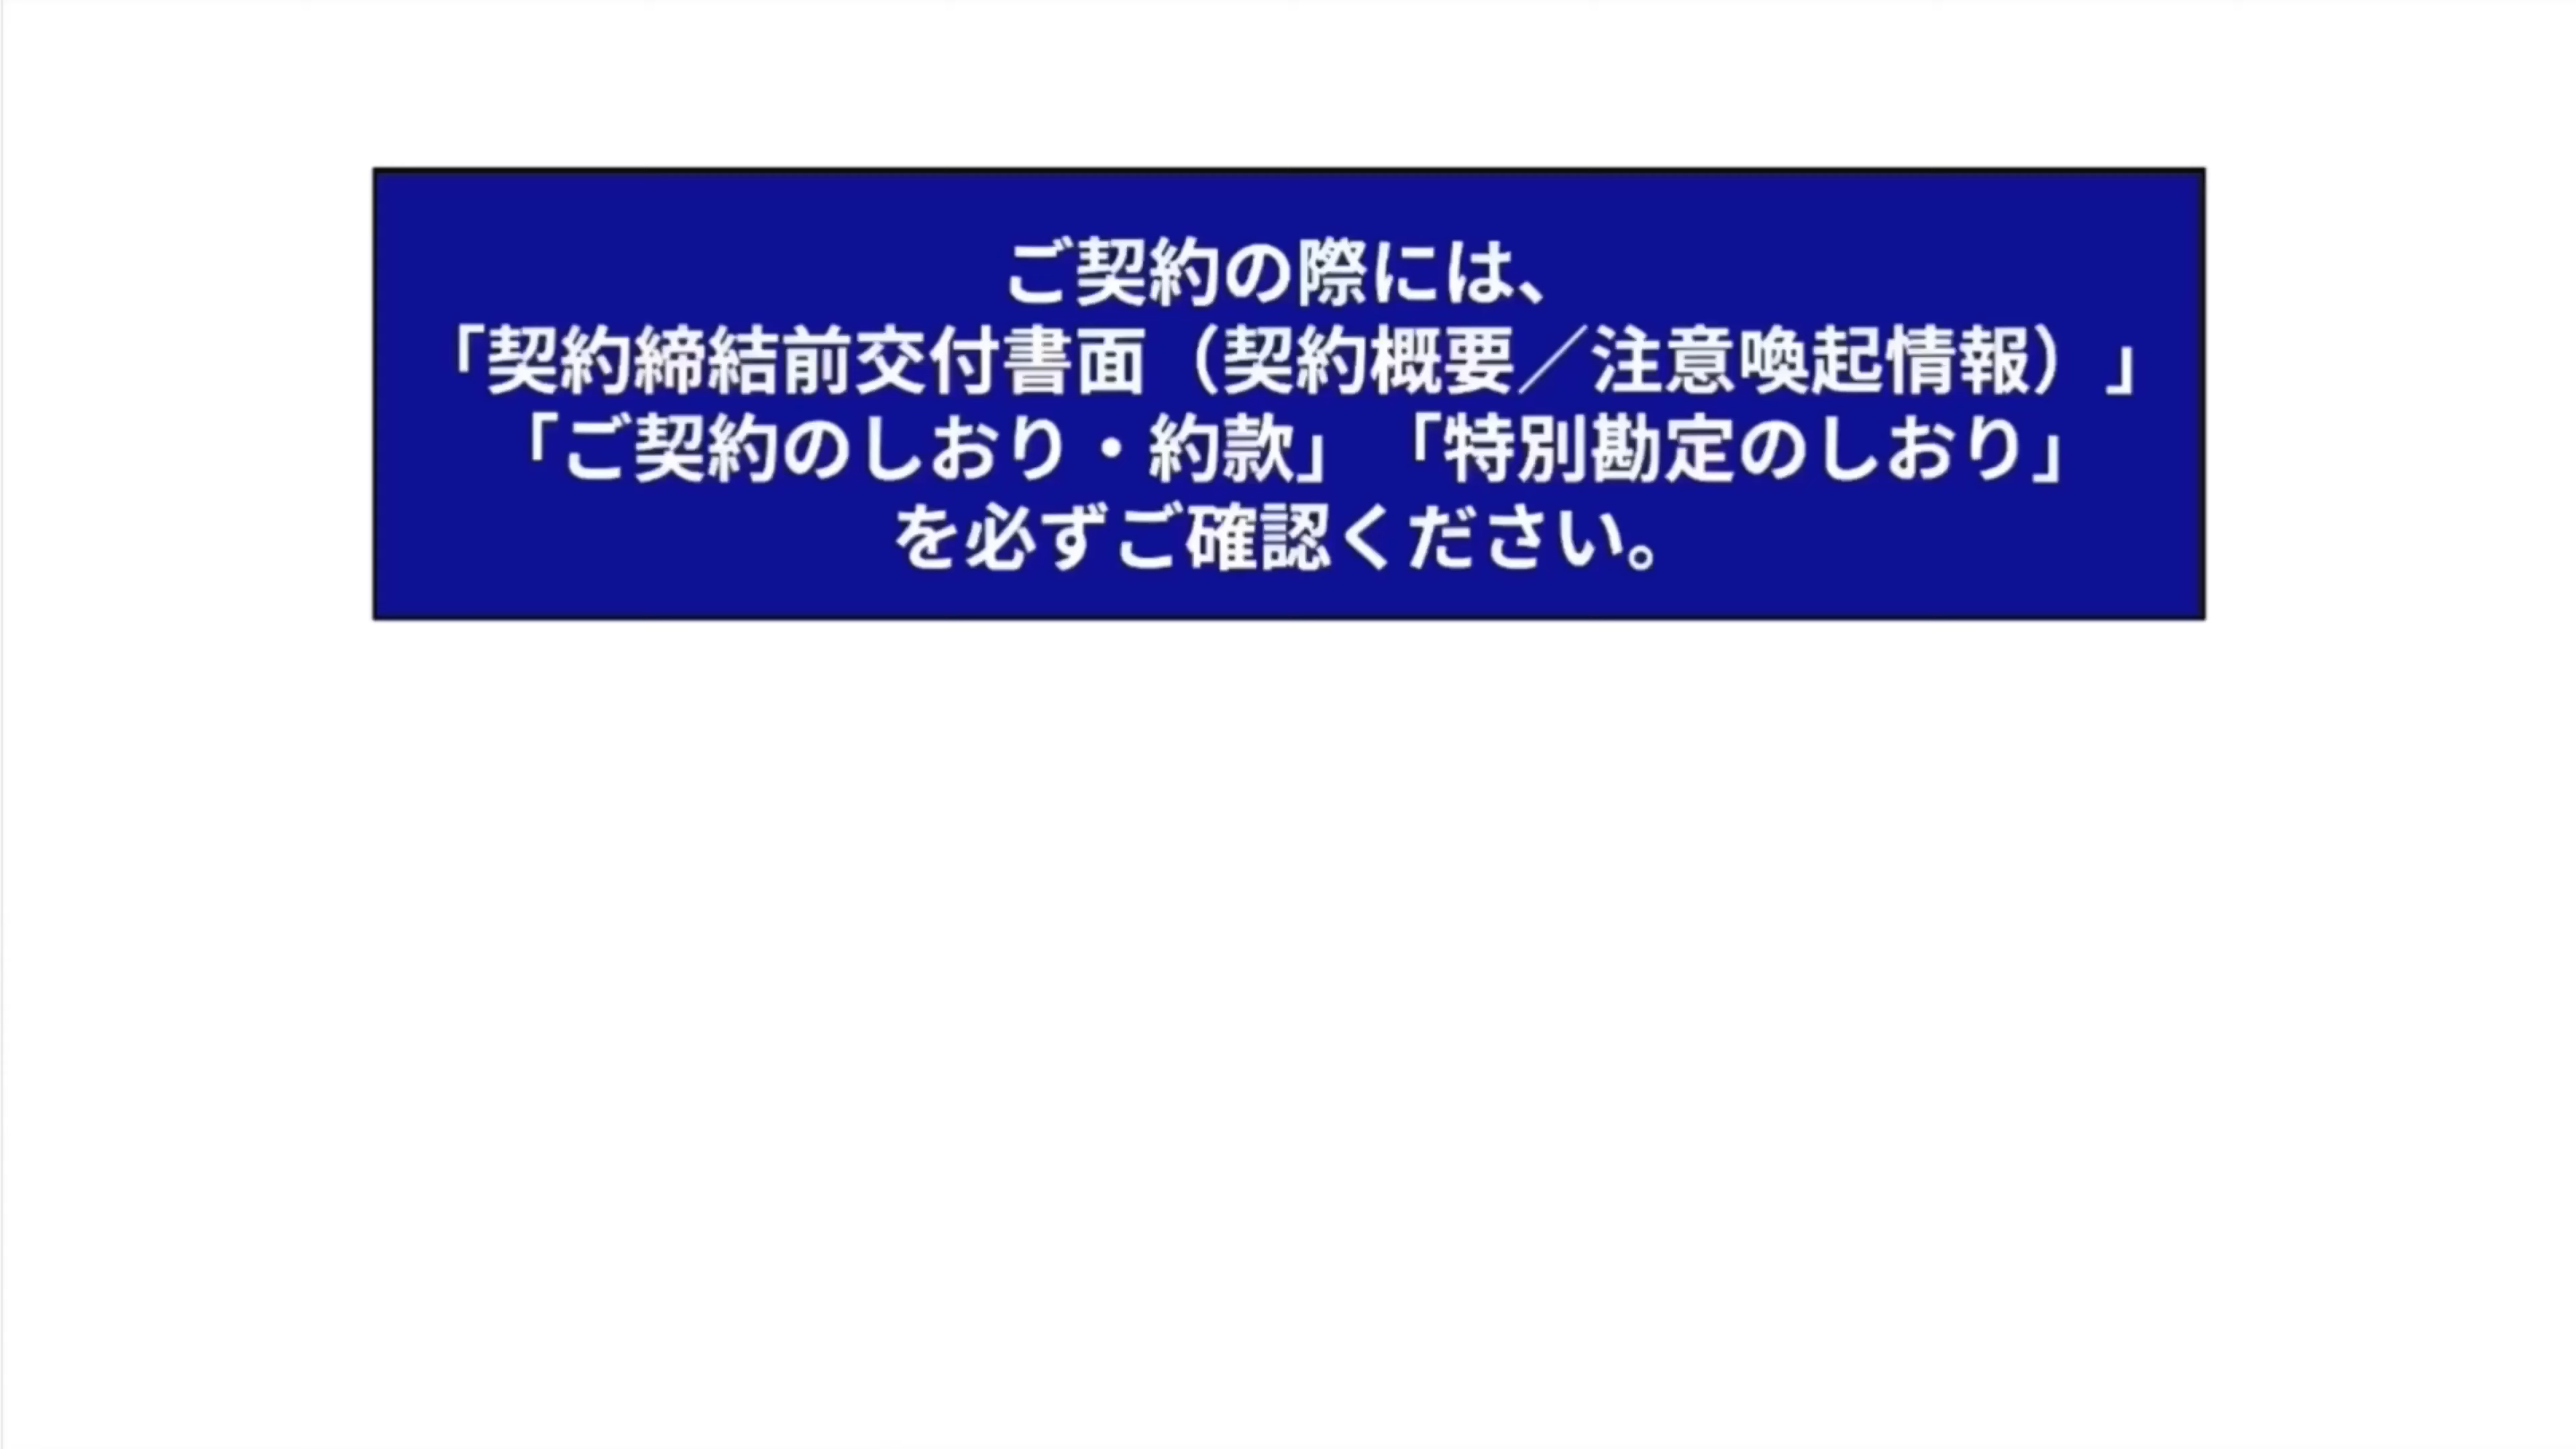 ご契約の際には、
「契約締結前交付書面（契約概要／注意喚起情報）」
「ご契約のしおり・約款」「特別勘定のしおり」
を必ずご確認ください。